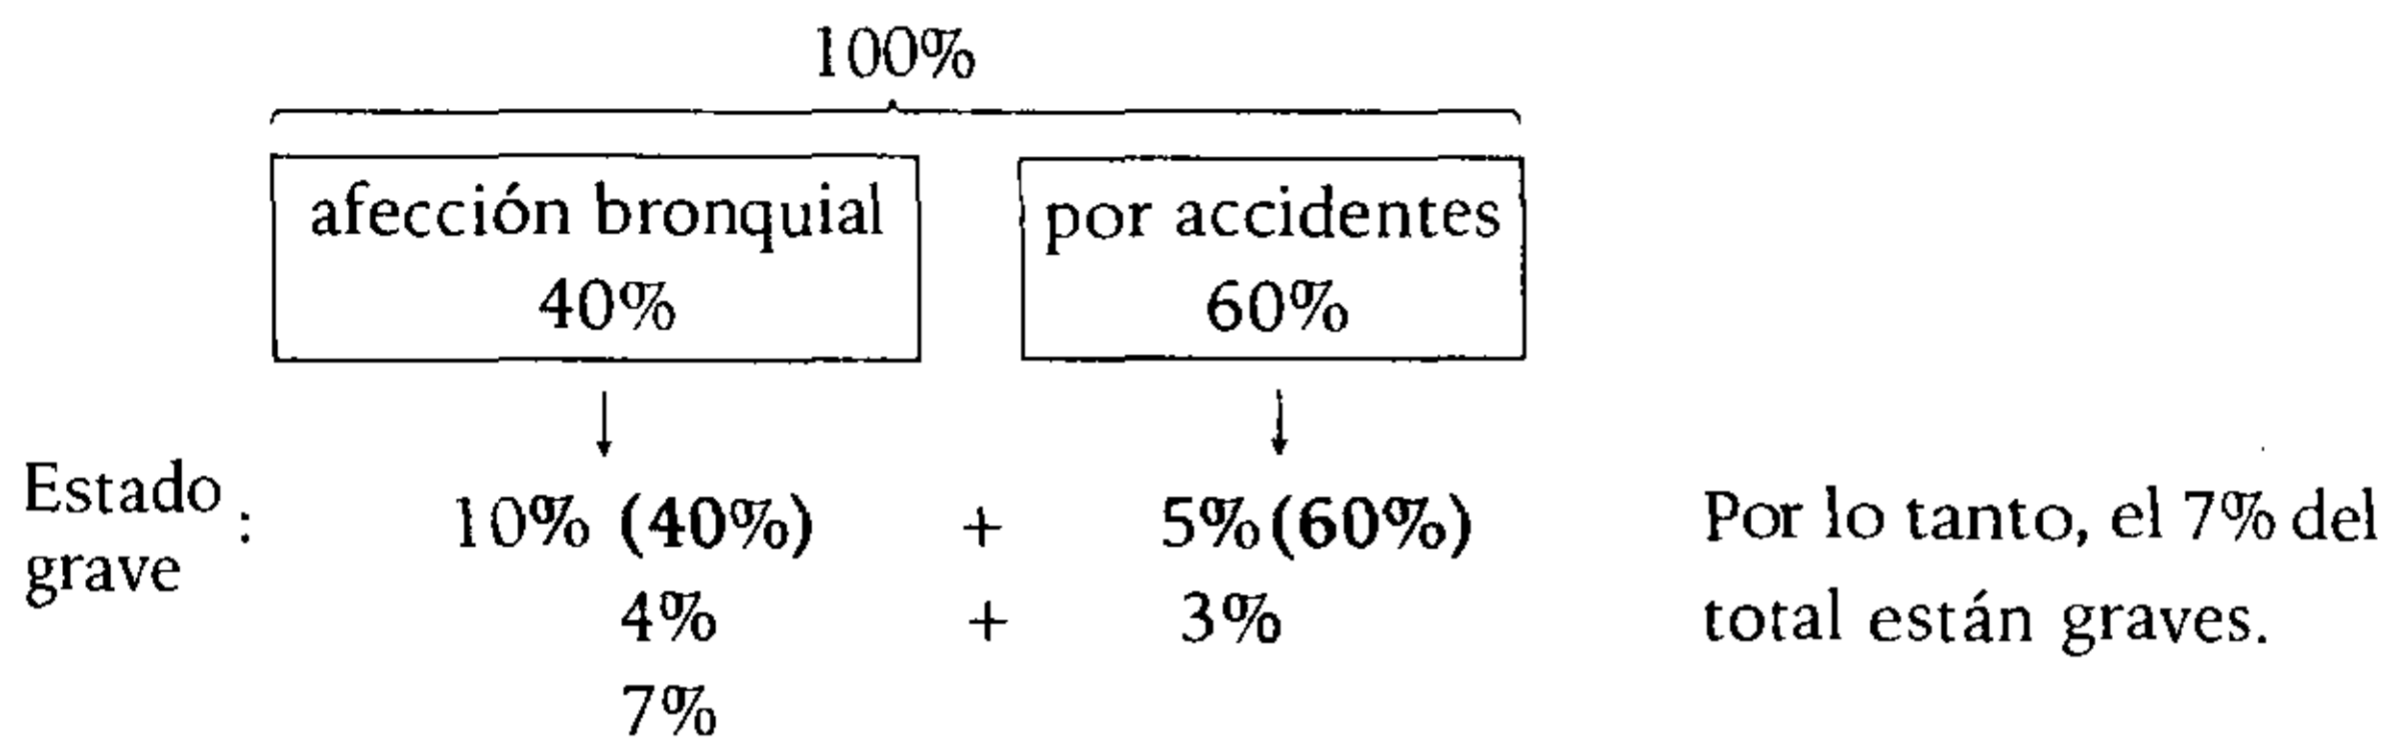 100%
afección bronquial por accidentes
40% 60%
Estado grave : 10% (40%) + 5%(60%) Por lo tanto, el 7% del
4% + 3% total están graves.
7%